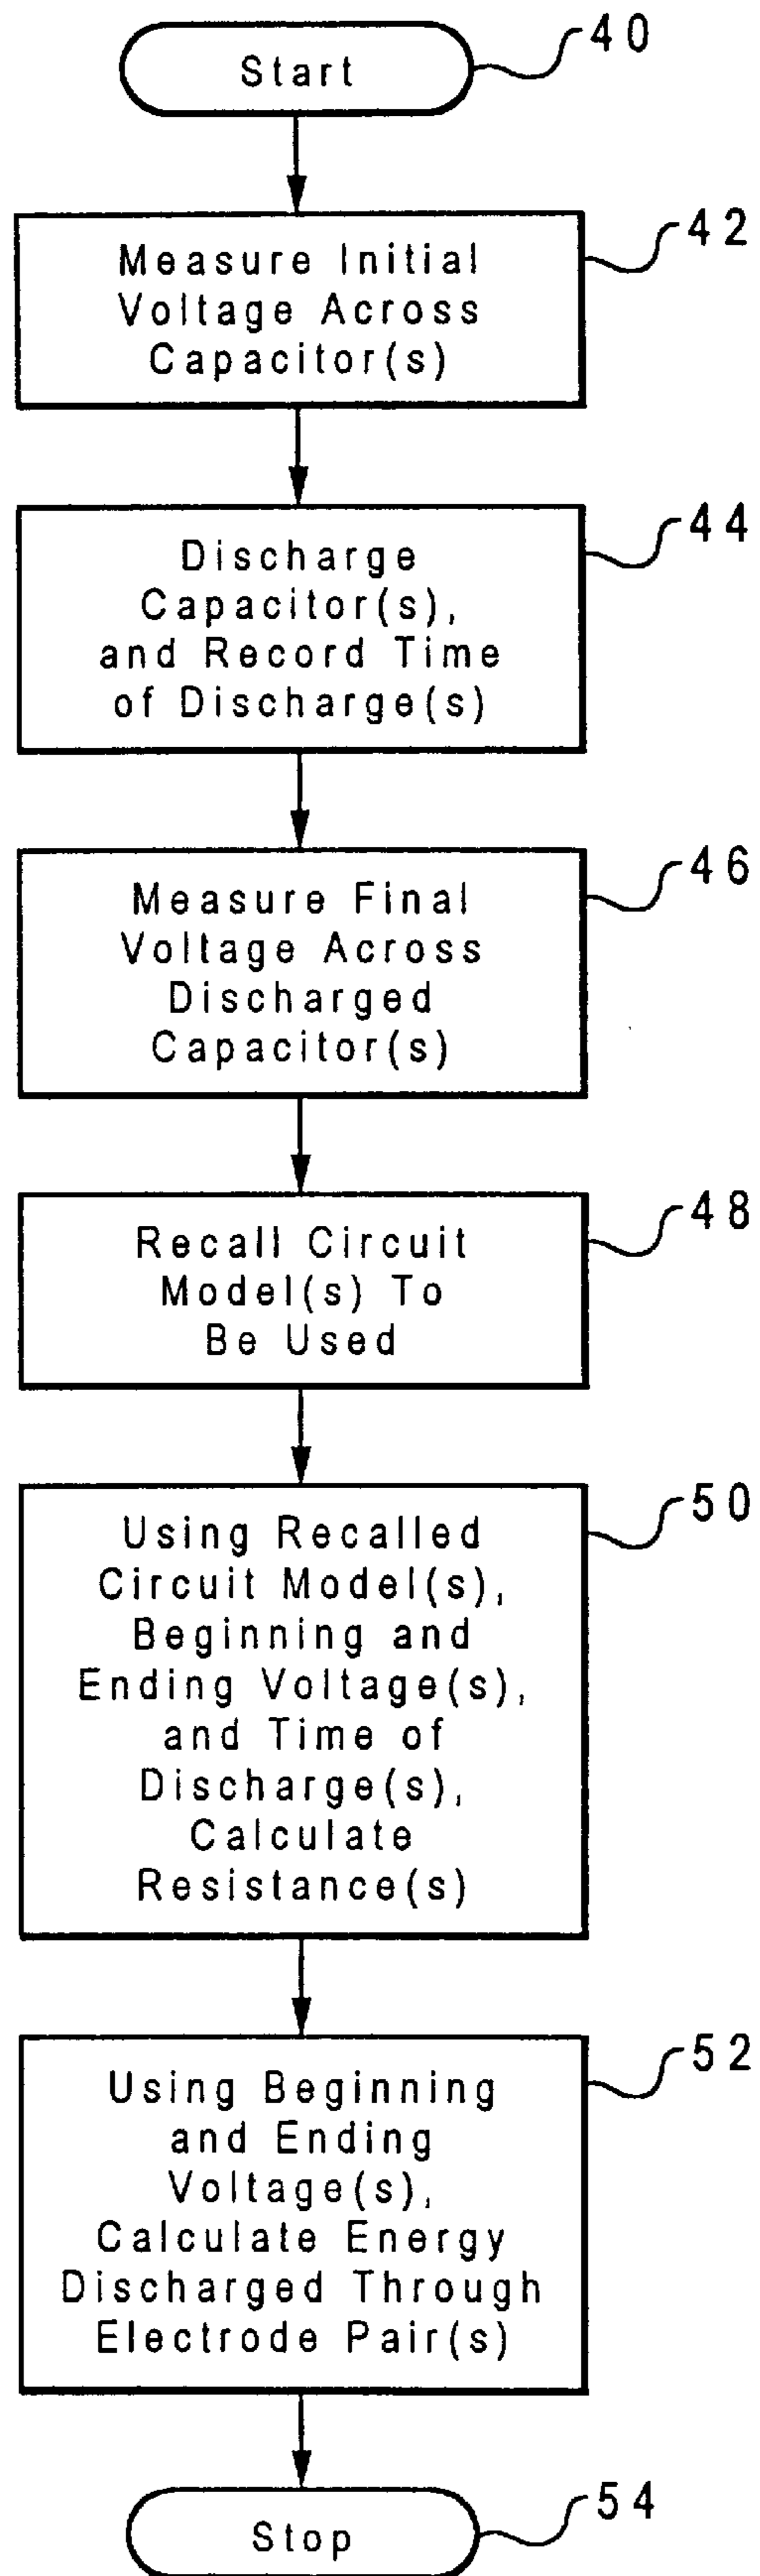 Start
40
Measure Initial
Voltage Across
Capacitor(s)
42
Discharge
Capacitor(s),
and Record Time
of Discharge(s)
44
Measure Final
Voltage Across
Discharged
Capacitor(s)
46
Recall Circuit
Model(s) To
Be Used
48
Using Recalled
Circuit Model(s),
Beginning and
Ending Voltage(s),
and Time of
Discharge(s),
Calculate
Resistance(s)
50
Using Beginning
and Ending
Voltage(s),
Calculate Energy
Discharged Through
Electrode Pair(s)
52
Stop
54